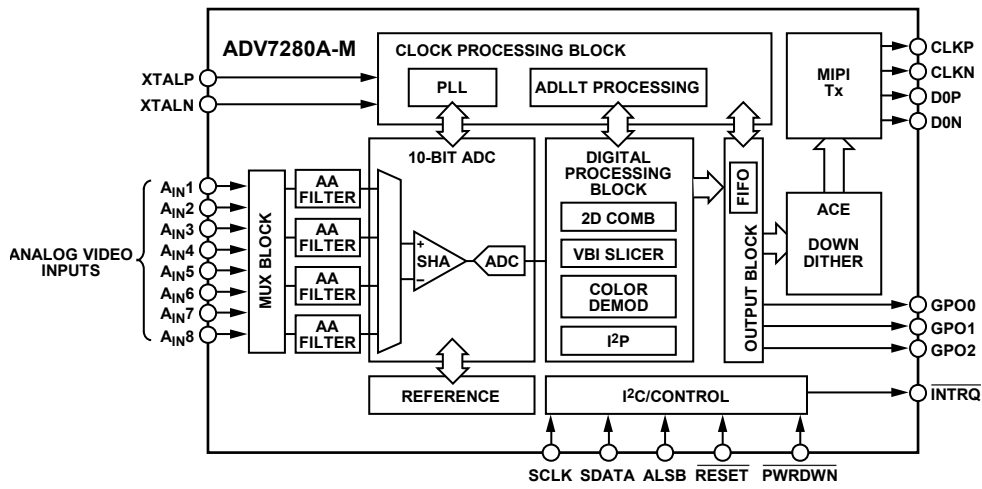 ADV7280A-M
CLOCK PROCESSING BLOCK
PLL
ADLLT PROCESSING
XTALP
XTALN
MIPI
Tx
CLKP
CLKN
D0P
D0N
10-BIT ADC
DIGITAL
PROCESSING
BLOCK
2D COMB
VBI SLICER
COLOR
DEMOD
I²P
OUTPUT BLOCK
FIFO
ACE
DOWN
DITHER
ANALOG VIDEO
INPUTS
AIN1
AIN2
AIN3
AIN4
AIN5
AIN6
AIN7
AIN8
MUX BLOCK
AA
FILTER
AA
FILTER
AA
FILTER
AA
FILTER
+
SHA
–
ADC
REFERENCE
GPO0
GPO1
GPO2
I²C/CONTROL
INTRQ
SCLK
SDATA
ALSB
RESET
PWRDWN